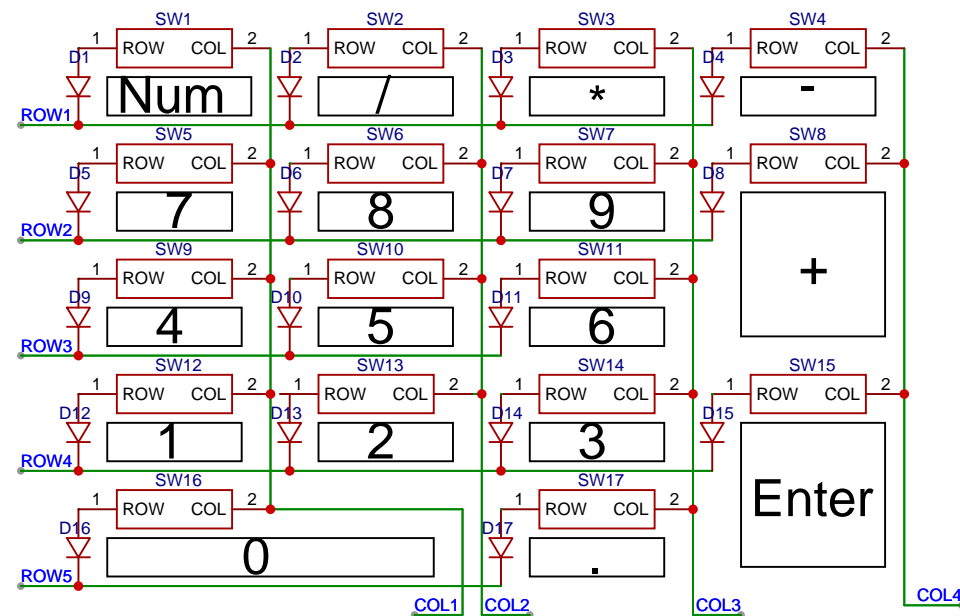 SW1 SW2 SW3 SW4
1 ROW COL 2 1 ROW COL 2 1 ROW COL 2 1 ROW COL 2
D1 D2 D3 D4
Num / * -
ROW1
SW5 SW6 SW7 SW8
1 ROW COL 2 1 ROW COL 2 1 ROW COL 2 1 ROW COL 2
D5 D6 D7 D8
7 8 9
ROW2
SW9 SW10 SW11
+
1 ROW COL 2 1 ROW COL 2 1 ROW COL 2
D9 D10 D11
4 5 6
ROW3
SW12 SW13 SW14 SW15
1 ROW COL 2 1 ROW COL 2 1 ROW COL 2 1 ROW COL 2
D12 D13 D14 D15
1 2 3
ROW4
SW16 SW17
Enter
1 ROW COL 2 1 ROW COL 2
D16 D17
0 .
ROW5
COL1 COL2 COL3 COL4